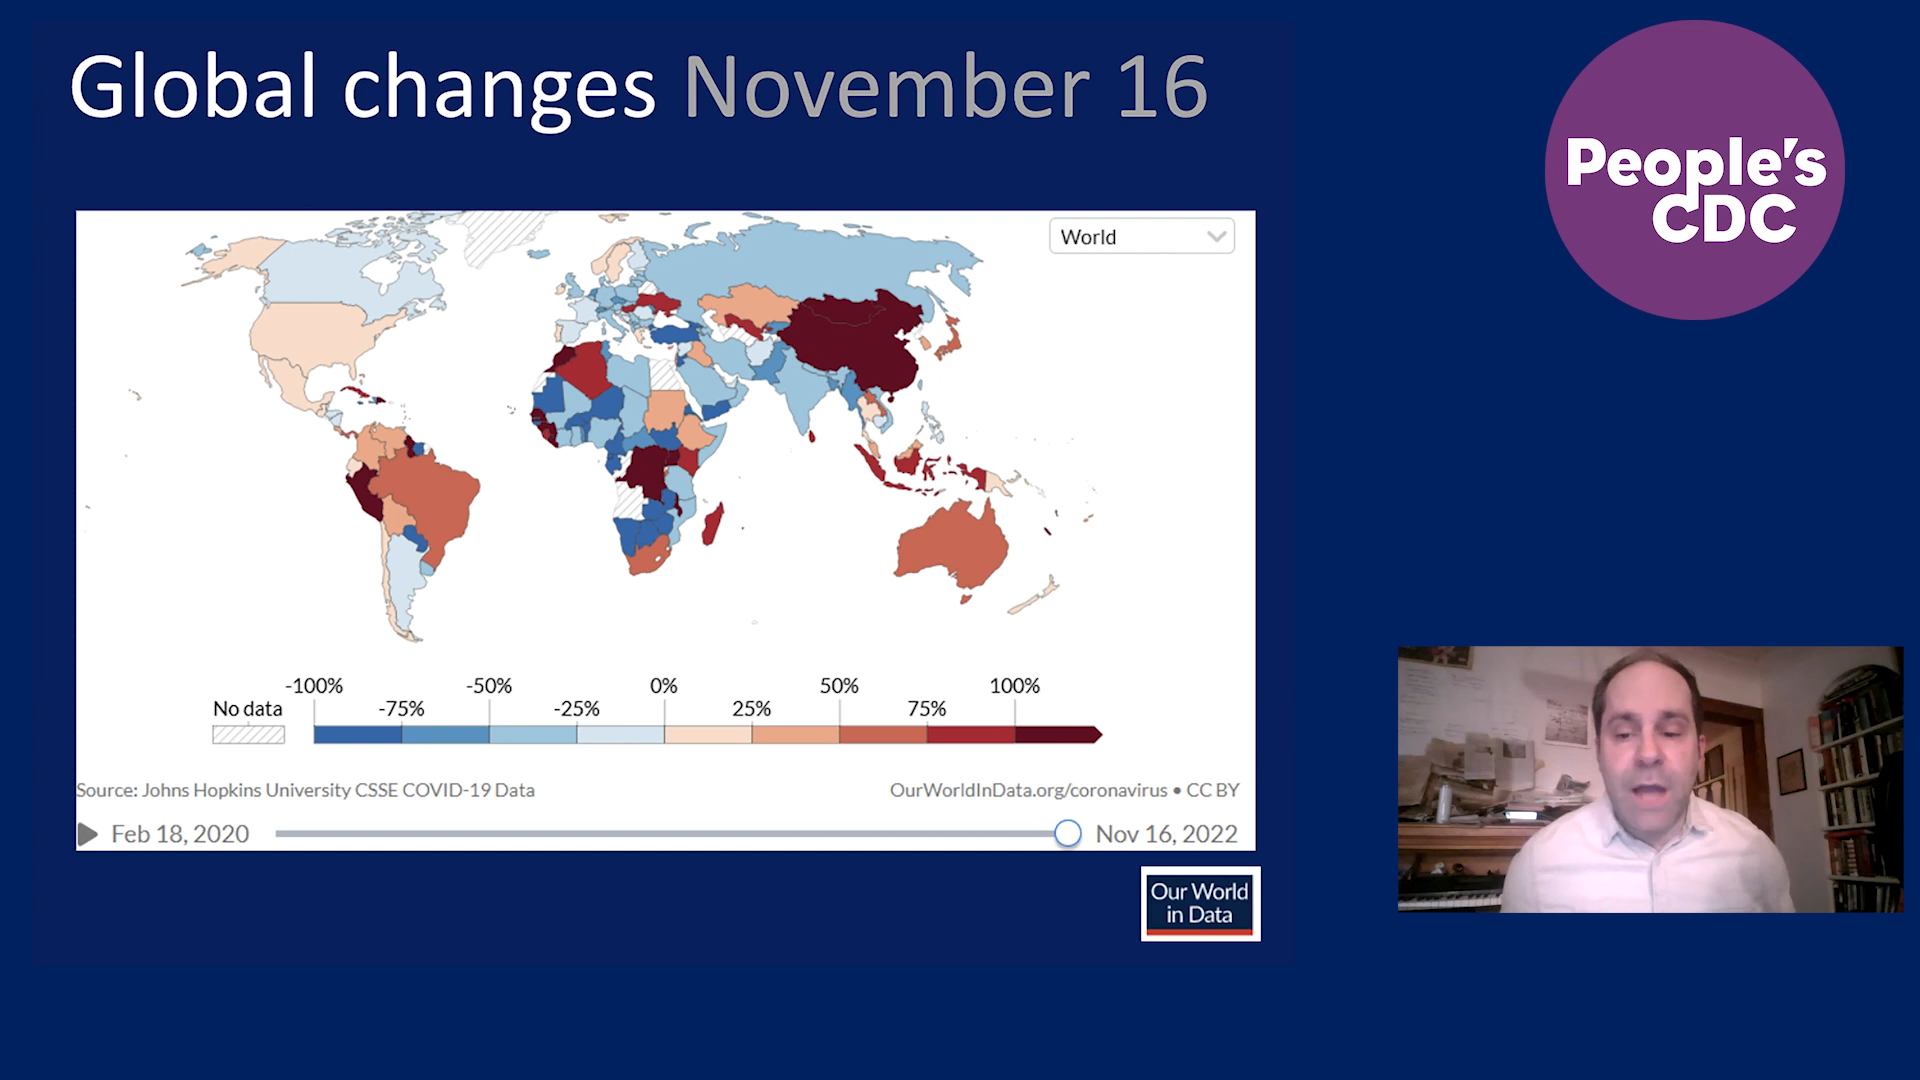 Global changes November 16
People's
CDC
World
-100%
-50%
0%
50%
100%
No data
-75%
-25%
25%
75%
Source: Johns Hopkins University CSSE COVID-19 Data
OurWorldInData.org/coronavirus • CC BY
Feb 18, 2020
Nov 16, 2022
Our World
in Data